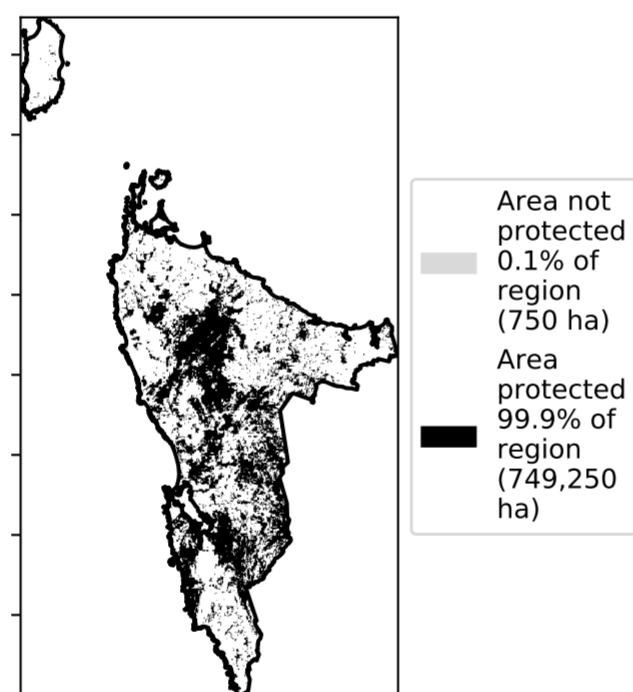 Area not
protected
0.1% of
region
(750 ha)
Area
protected
99.9% of
region
(749,250
ha)